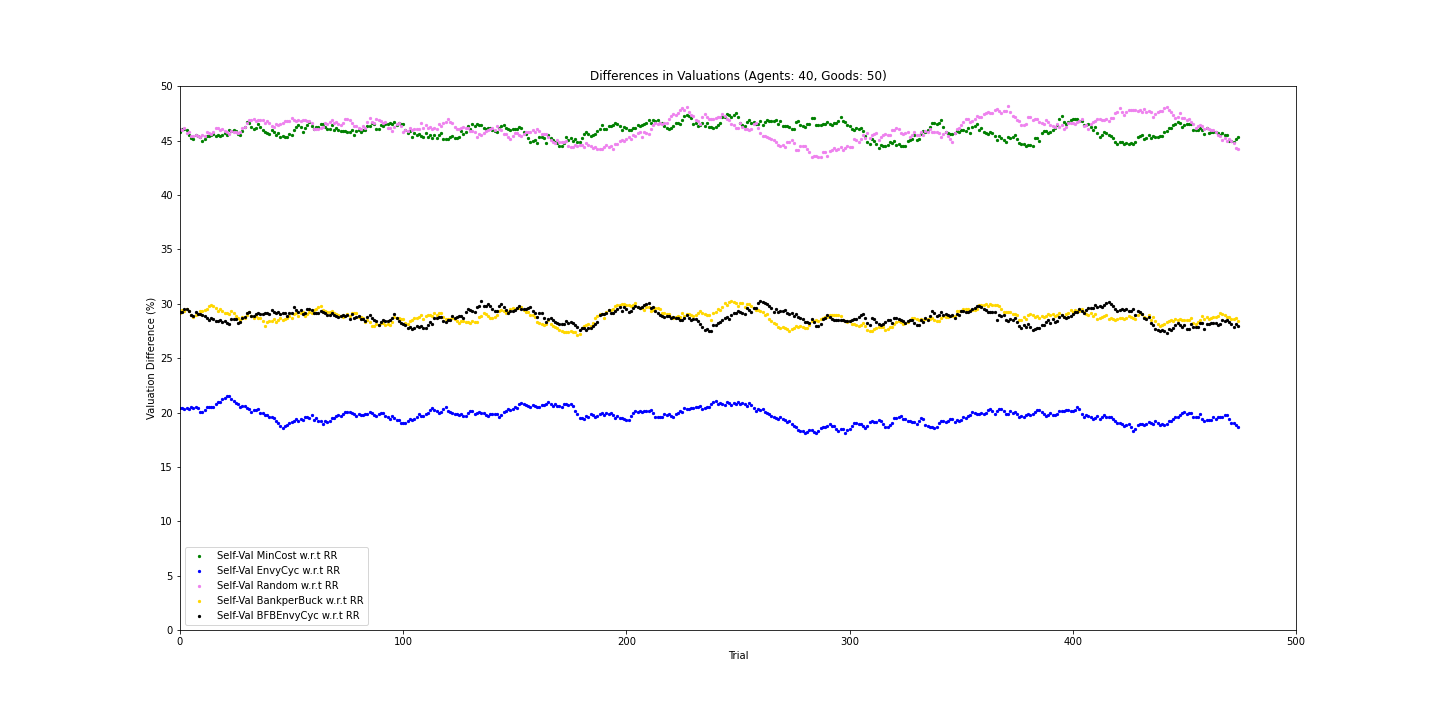 Differences in Valuations (Agents: 40, Goods: 50)
Valuation Difference (%)
50
45
40
35
30
25
20
15
10
5
0
Self-Val MinCost w.r.t RR
Self-Val EnvyCyc w.r.t RR
Self-Val Random w.r.t RR
Self-Val BankperBuck w.r.t RR
Self-Val BFBEnvyCyc w.r.t RR
0 100 200 300 400 500
Trial